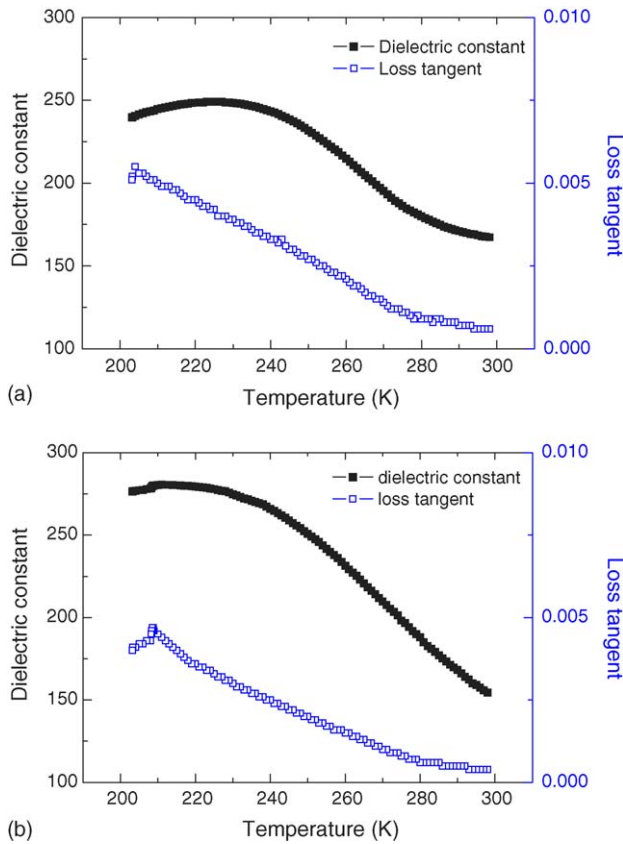 300
250
200
150
100
Dielectric constant
Dielectric constant
Loss tangent
0.010
0.005
0.000
Loss tangent
200 220 240 260 280 300
Temperature (K)
(a)
300
250
200
150
100
Dielectric constant
dielectric constant
loss tangent
0.010
0.005
0.000
Loss tangent
200 220 240 260 280 300
Temperature (K)
(b)